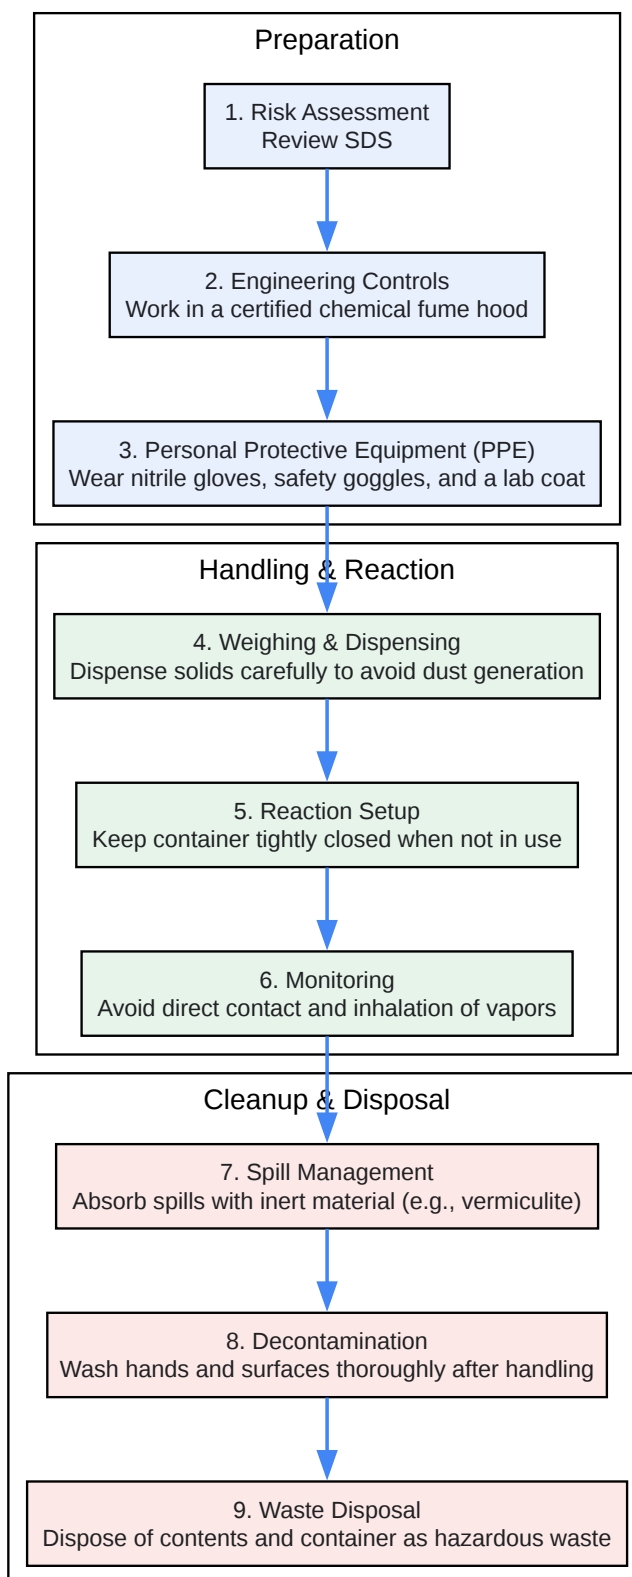 Preparation
1. Risk Assessment
Review SDS
2. Engineering Controls
Work in a certified chemical fume hood
3. Personal Protective Equipment (PPE)
Wear nitrile gloves, safety goggles, and a lab coat
Handling & Reaction
4. Weighing & Dispensing
Dispense solids carefully to avoid dust generation
5. Reaction Setup
Keep container tightly closed when not in use
6. Monitoring
Avoid direct contact and inhalation of vapors
Cleanup & Disposal
7. Spill Management
Absorb spills with inert material (e.g., vermiculite)
8. Decontamination
Wash hands and surfaces thoroughly after handling
9. Waste Disposal
Dispose of contents and container as hazardous waste